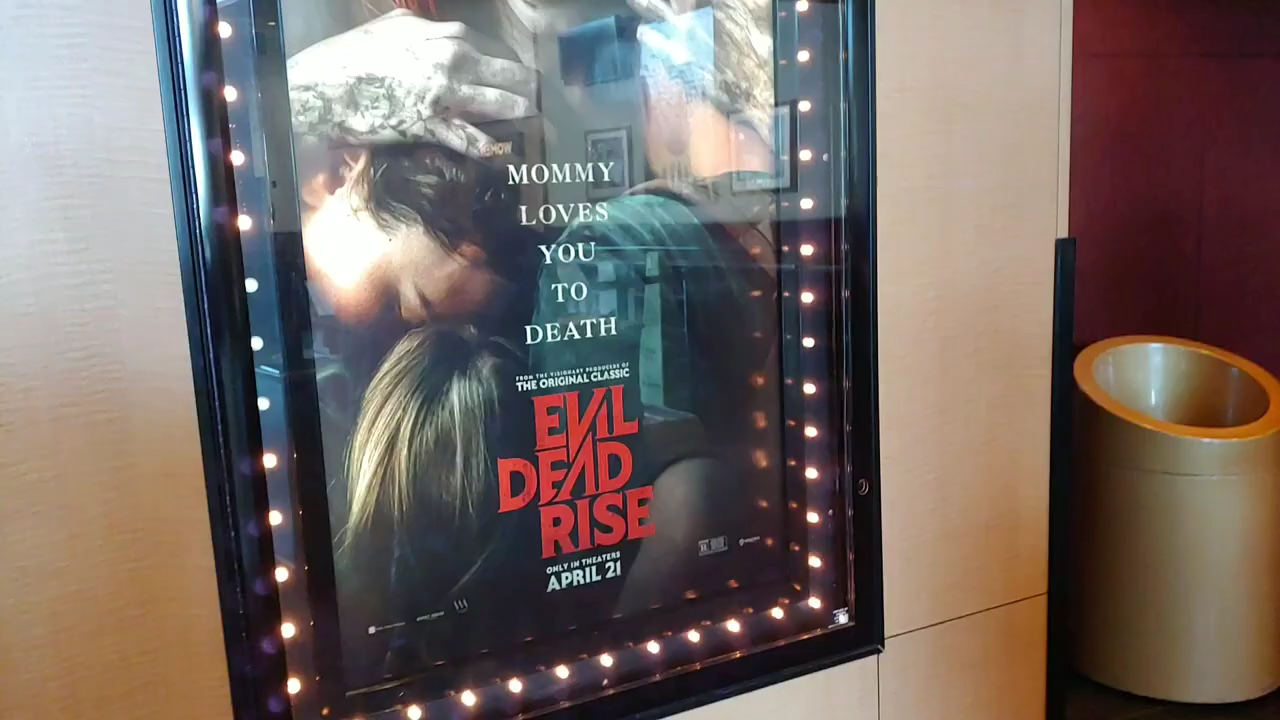 MOMMY
LOVES
YOU
TO
DEATH
FROM THE VISIONARY PRODUCERS OF
THE ORIGINAL CLASSIC
EVIL
DEAD
RISE
ONLY IN THEATERS
APRIL 21